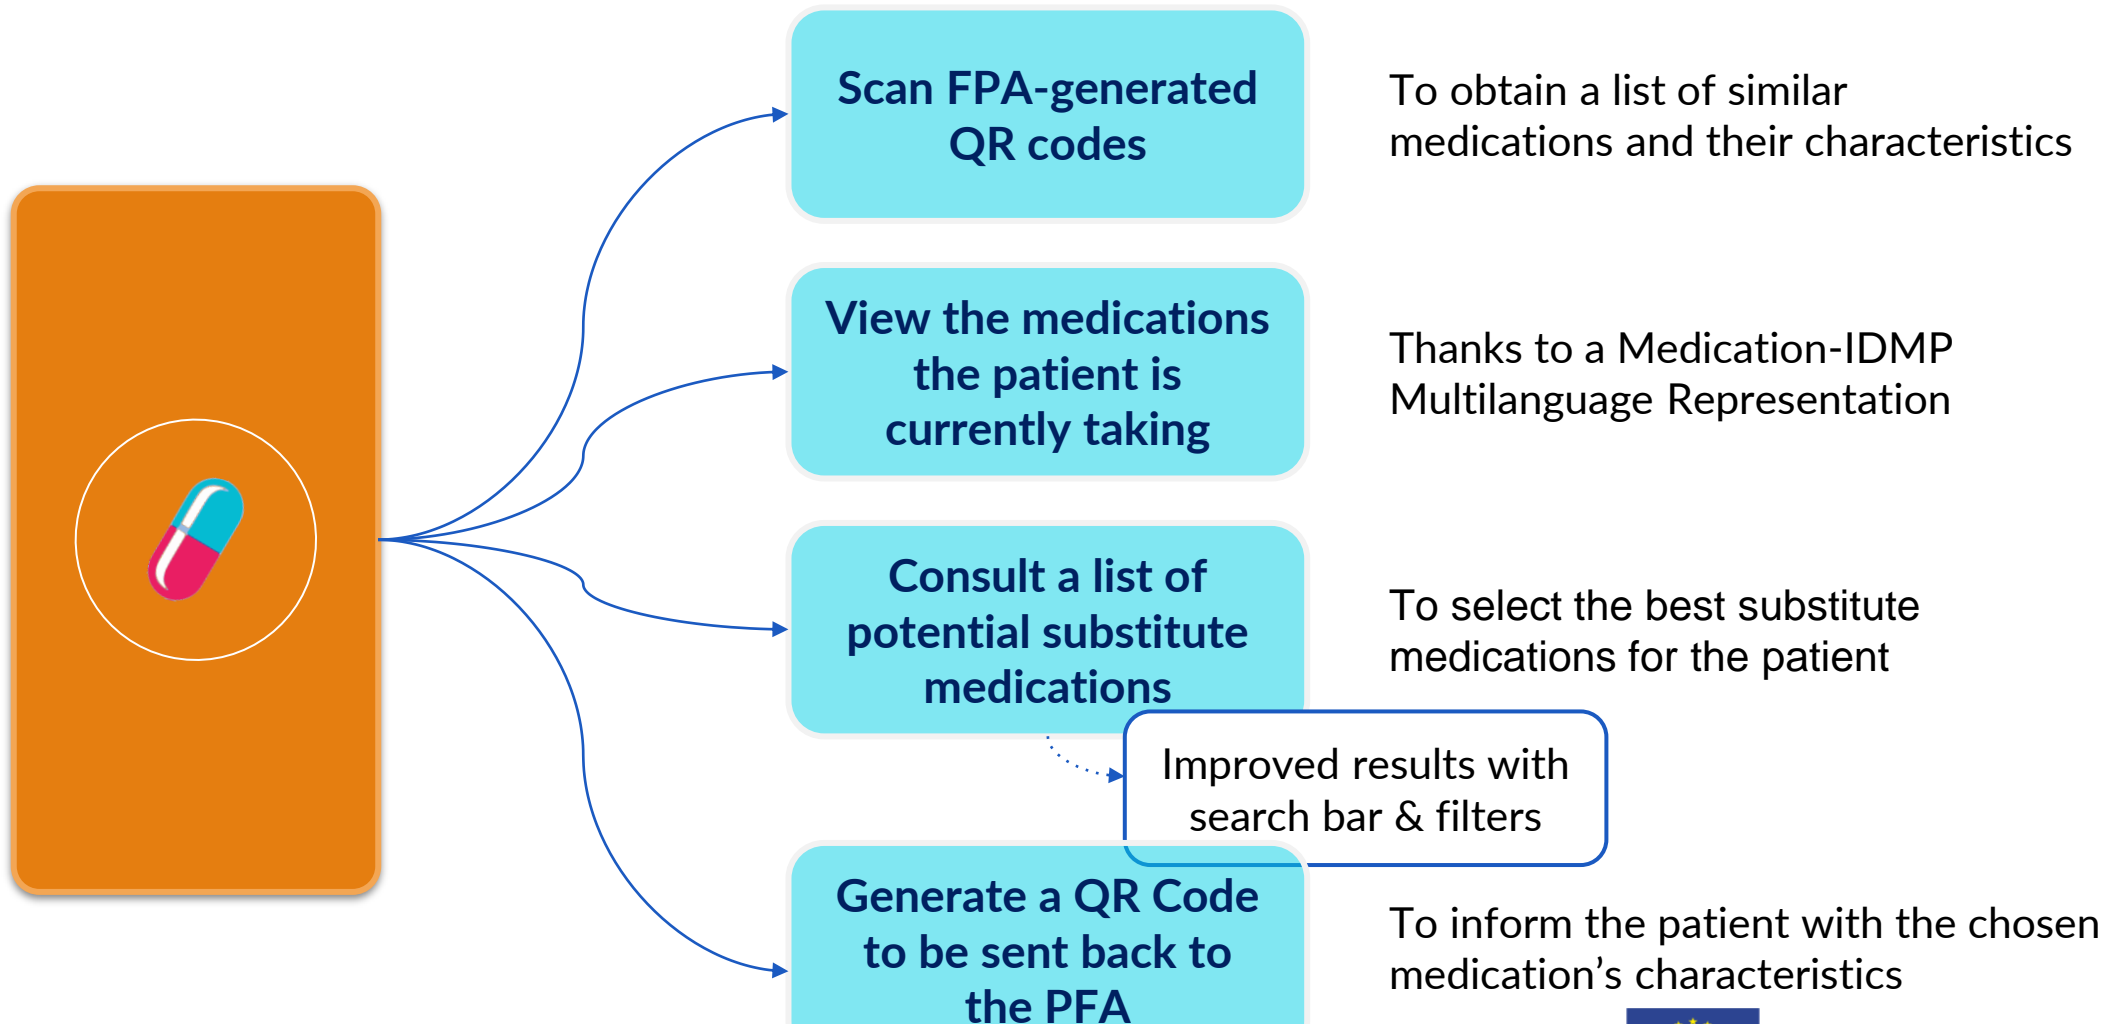 Scan FPA-generated
QR codes
To obtain a list of similar
medications and their characteristics
View the medications
the patient is
currently taking
Thanks to a Medication-IDMP
Multilanguage Representation
Consult a list of
potential substitute
medications
To select the best substitute
medications for the patient
Improved results with
search bar & filters
Generate a QR Code
to be sent back to
the PFA
To inform the patient with the chosen
medication’s characteristics